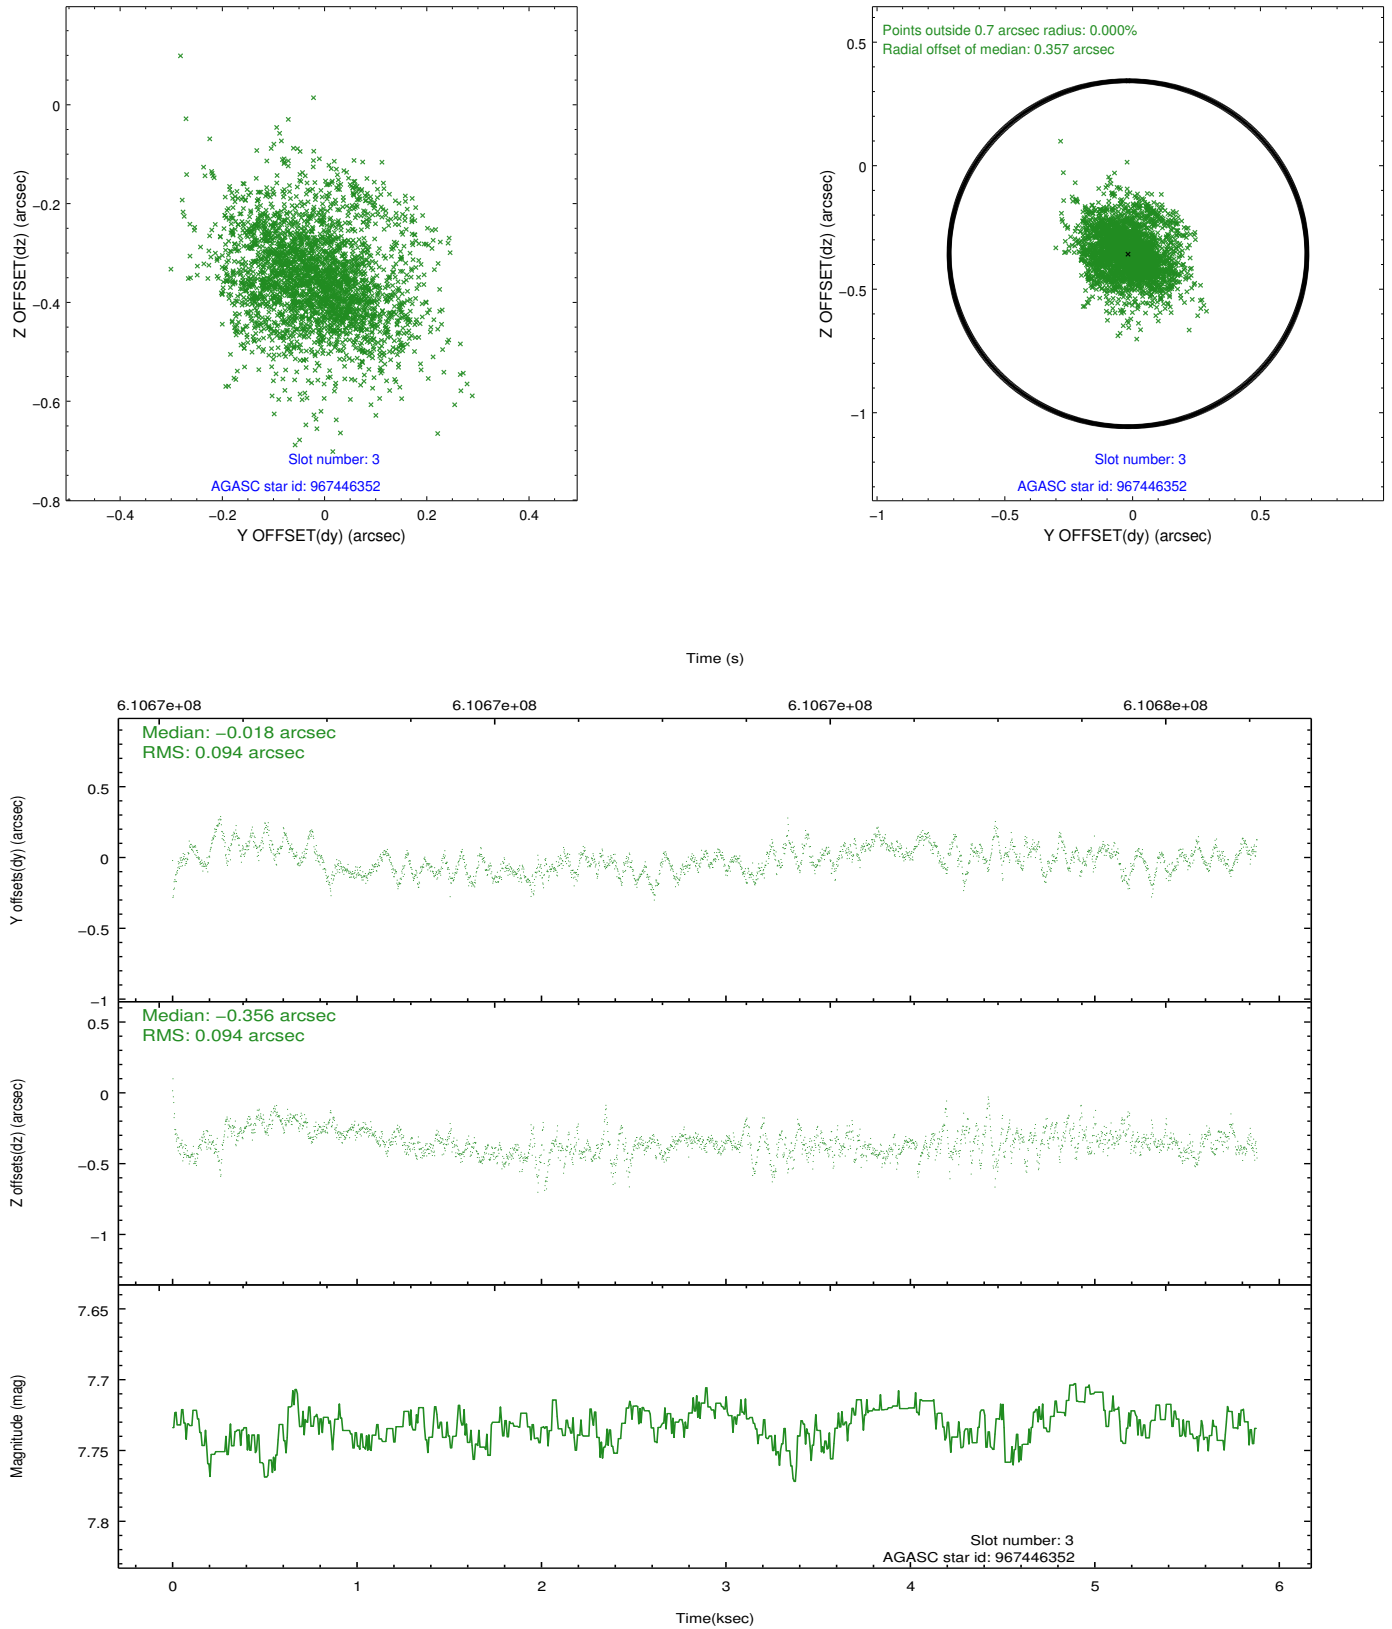 0
−0.2
−0.4
−0.6
−0.8
Z OFFSET(dz) (arcsec)
Slot number: 3
AGASC star id: 967446352
−0.4 −0.2 0 0.2 0.4
Y OFFSET(dy) (arcsec)
Points outside 0.7 arcsec radius: 0.000%
Radial offset of median: 0.357 arcsec
0.5
0
−0.5
−1
Z OFFSET(dz) (arcsec)
Slot number: 3
AGASC star id: 967446352
−1 −0.5 0 0.5
Y OFFSET(dy) (arcsec)
Time (s)
6.1067e+08 6.1067e+08 6.1067e+08 6.1068e+08
Median: −0.018 arcsec
RMS: 0.094 arcsec
0.5
0
−0.5
−1
Y offsets(dy) (arcsec)
Median: −0.356 arcsec
RMS: 0.094 arcsec
0.5
0
−0.5
−1
Z offsets(dz) (arcsec)
7.65
7.7
7.75
7.8
Magnitude (mag)
Slot number: 3
AGASC star id: 967446352
0 1 2 3 4 5 6
Time(ksec)